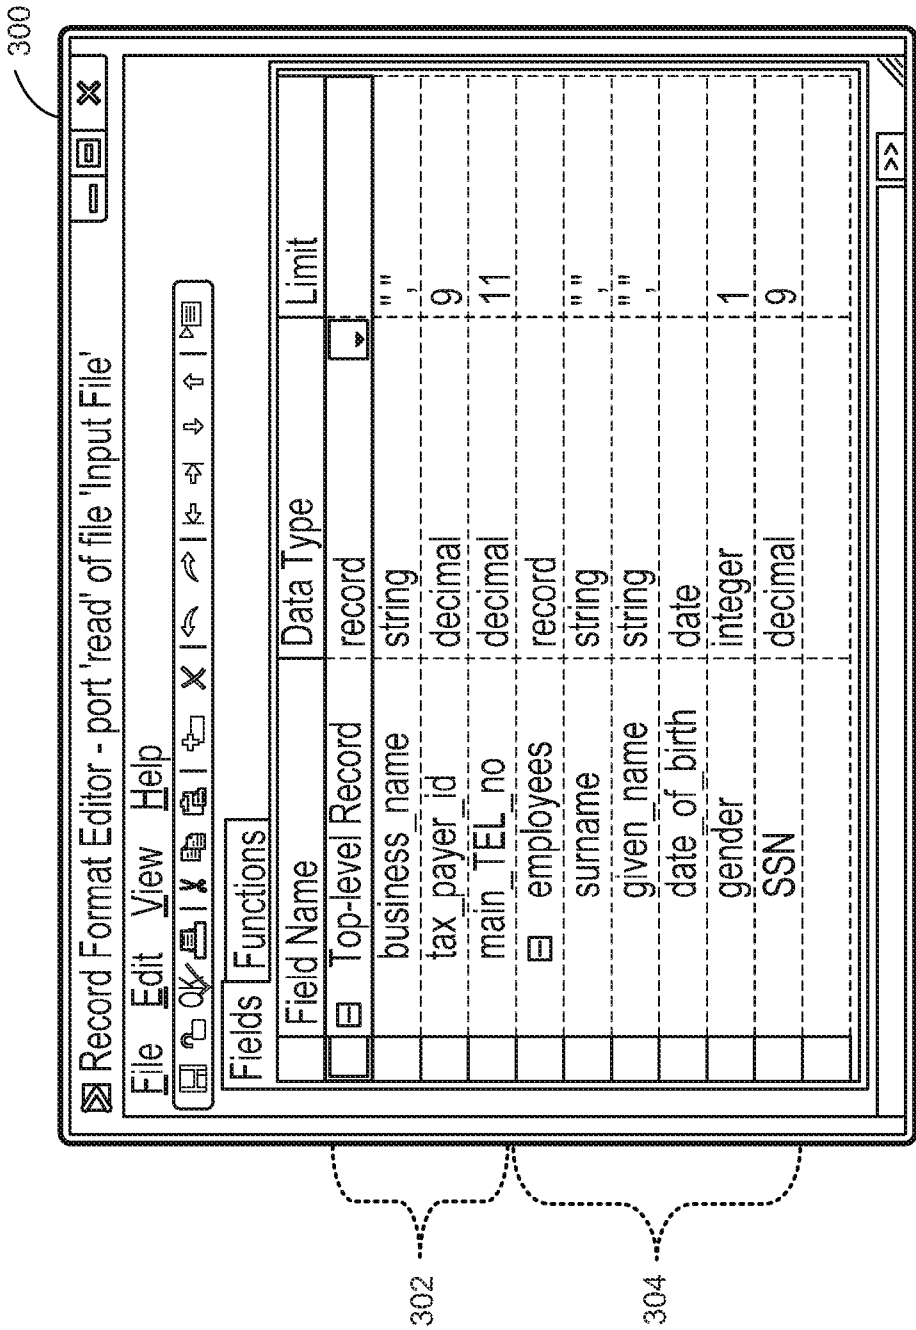 300
Record Format Editor - port 'read' of file 'Input File'
File Edit View Help
OK
Fields Functions
Field Name Data Type Limit
Top-level Record record
business_name string " , "
tax_payer_id decimal 9
main_TEL_no decimal 11
employees record
surname string " , "
given_name string " , "
date_of_birth date
gender integer 1
SSN decimal 9
>>
302
304